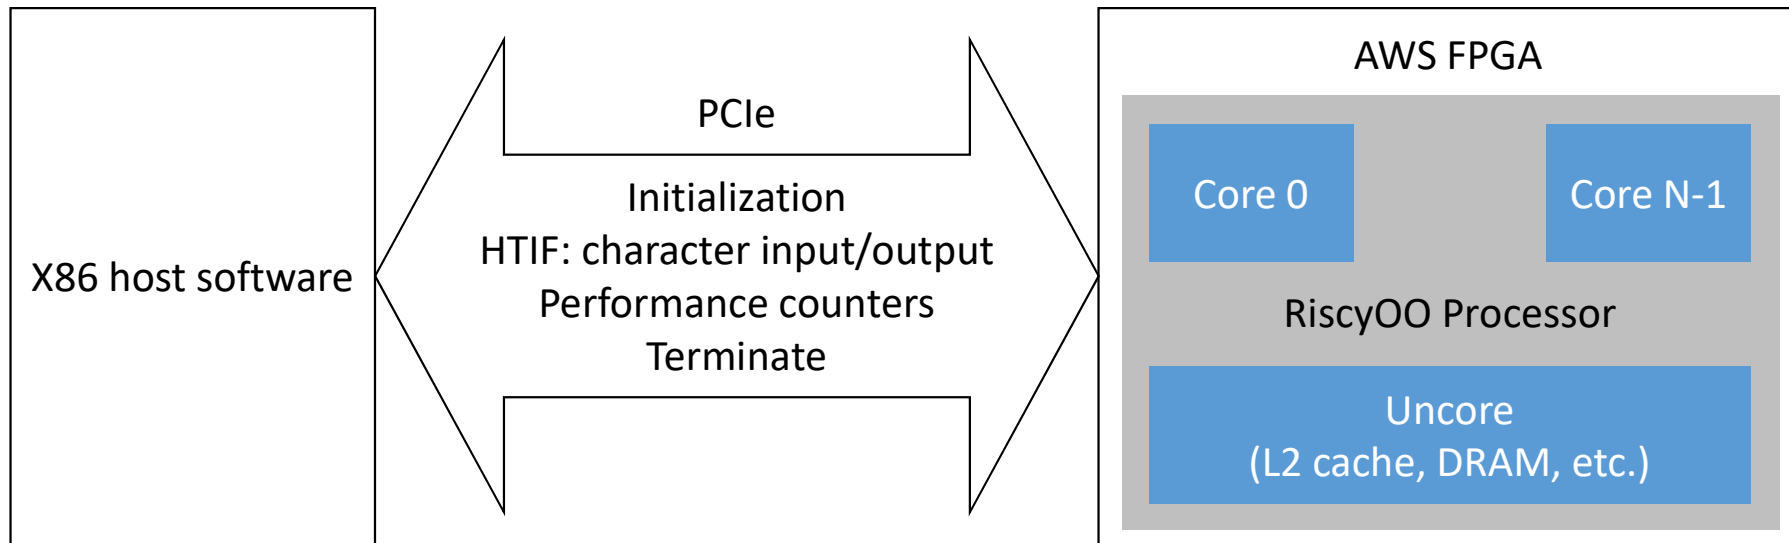 X86 host software
PCIe
Initialization
HTIF: character input/output
Performance counters
Terminate
AWS FPGA
Core 0
Core N-1
RiscyOO Processor
Uncore
(L2 cache, DRAM, etc.)